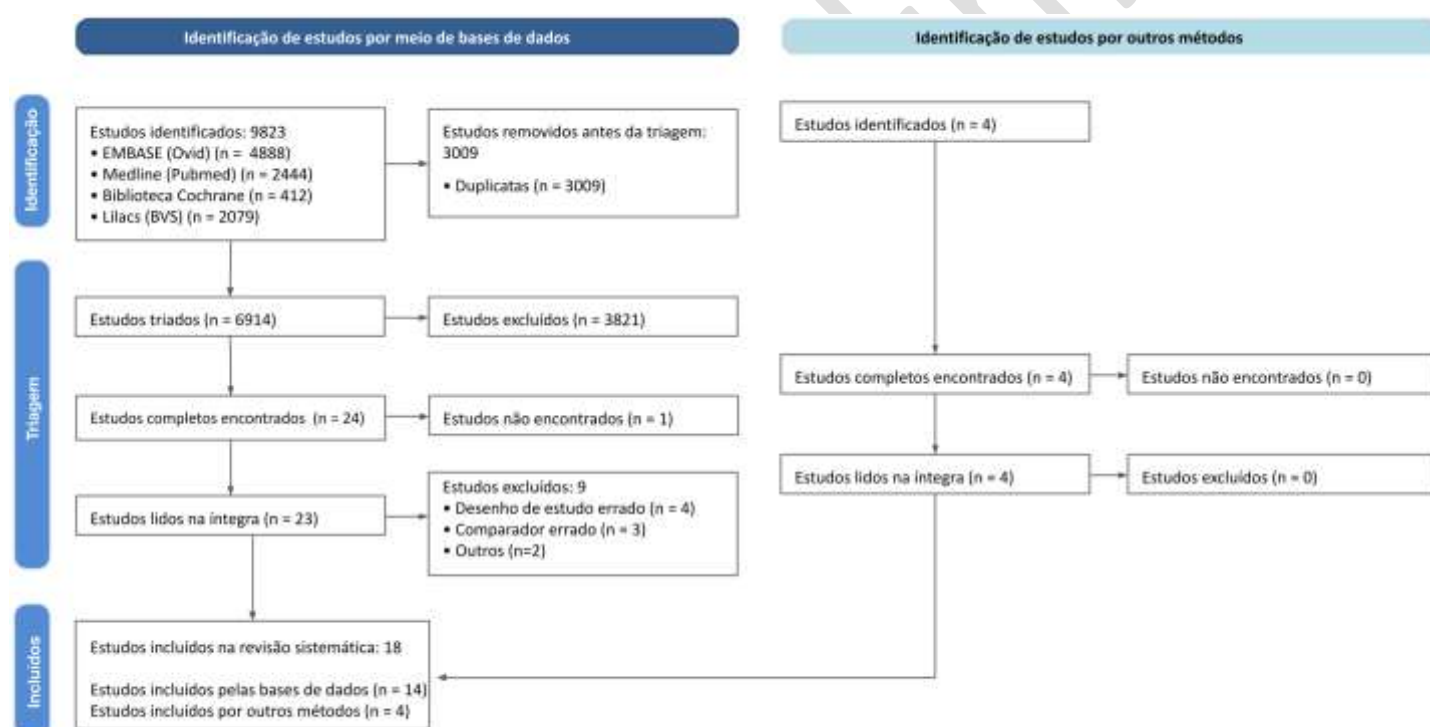 Identificação de estudos por meio de bases de dados
Identificação de estudos por outros métodos
Identificação
Estudos identificados: 9823
• EMBASE (Ovid) (n = 4888)
• Medline (Pubmed) (n = 2444)
• Biblioteca Cochrane (n = 412)
• Lilacs (BVS) (n = 2079)
Estudos removidos antes da triagem:
3009
• Duplicatas (n = 3009)
Estudos identificados (n = 4)
Triagem
Estudos triados (n = 6914)
Estudos excluídos (n = 3821)
Estudos completos encontrados (n = 24)
Estudos não encontrados (n = 1)
Estudos completos encontrados (n = 4)
Estudos não encontrados (n = 0)
Estudos lidos na íntegra (n = 23)
Estudos excluídos: 9
• Desenho de estudo errado (n = 4)
• Comparador errado (n = 3)
• Outros (n=2)
Estudos lidos na íntegra (n = 4)
Estudos excluídos (n = 0)
Incluídos
Estudos incluídos na revisão sistemática: 18
Estudos incluídos pelas bases de dados (n = 14)
Estudos incluídos por outros métodos (n = 4)